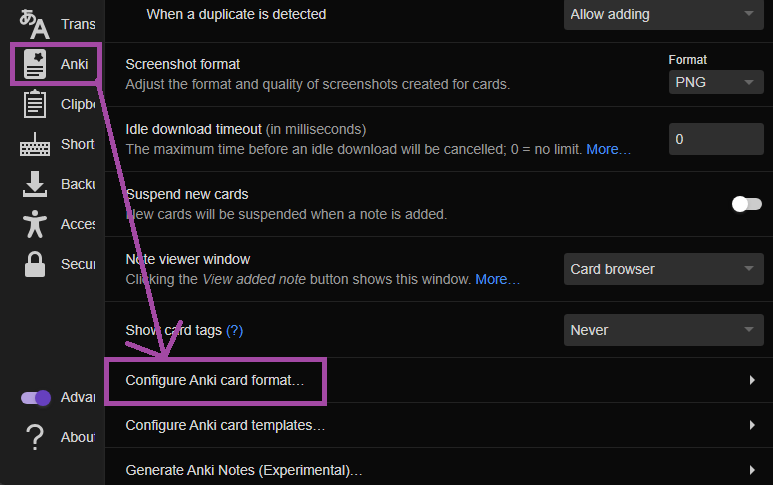 When a duplicate is detected
Allow adding
あA
Trans
Anki
Clipb
Short
Backu
Acces
Secur
Advan
About
Screenshot format
Adjust the format and quality of screenshots created for cards.
Format
PNG
Idle download timeout (in milliseconds)
The maximum time before an idle download will be cancelled; 0 = no limit. More…
0
Suspend new cards
New cards will be suspended when a note is added.
Note viewer window
Clicking the View added note button shows this window. More…
Card browser
Show card tags (?)
Never
Configure Anki card format…
Configure Anki card templates…
Generate Anki Notes (Experimental)…